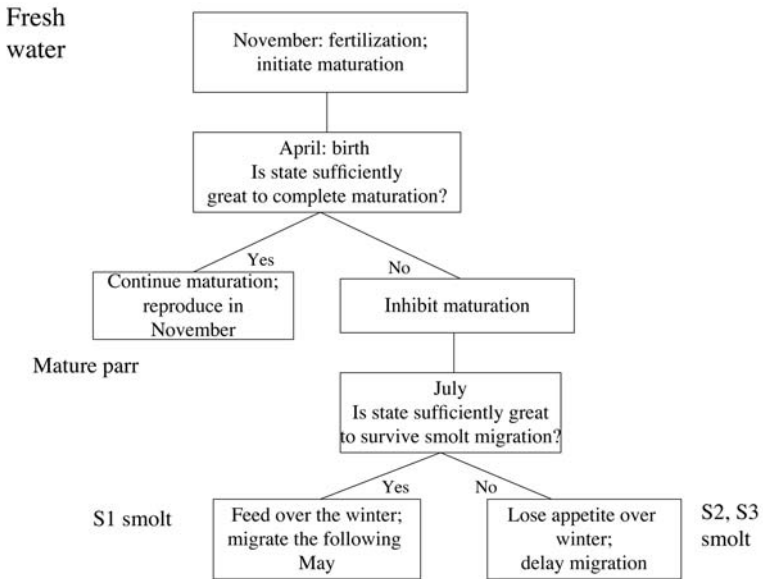 Fresh
water
November: fertilization;
initiate maturation
April: birth
Is state sufficiently
great to complete maturation?
Yes
No
Continue maturation;
reproduce in
November
Inhibit maturation
Mature parr
July
Is state sufficiently great
to survive smolt migration?
Yes
No
S1 smolt
Feed over the winter;
migrate the following
May
Lose appetite over
winter;
delay migration
S2, S3
smolt